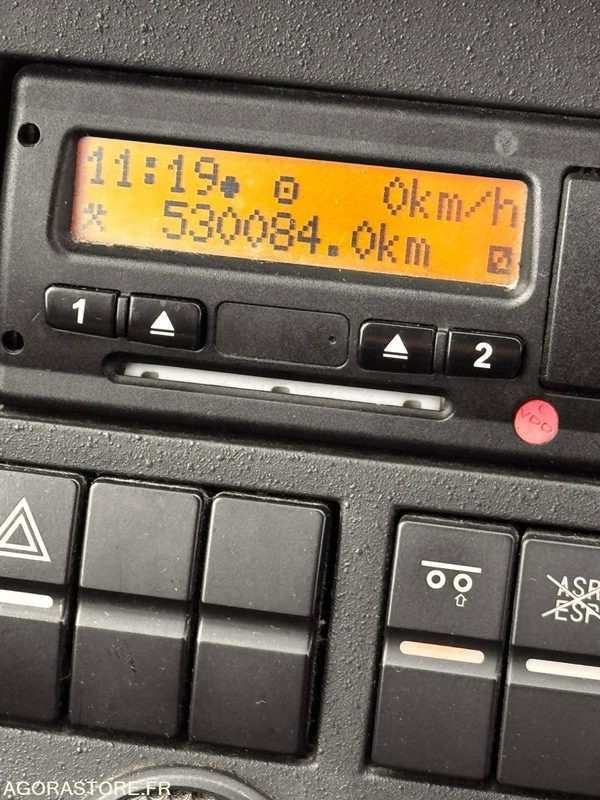 11:19 0km/h
530084.0km
1 2
VDO
ASR
ESP
AGORASTORE.FR